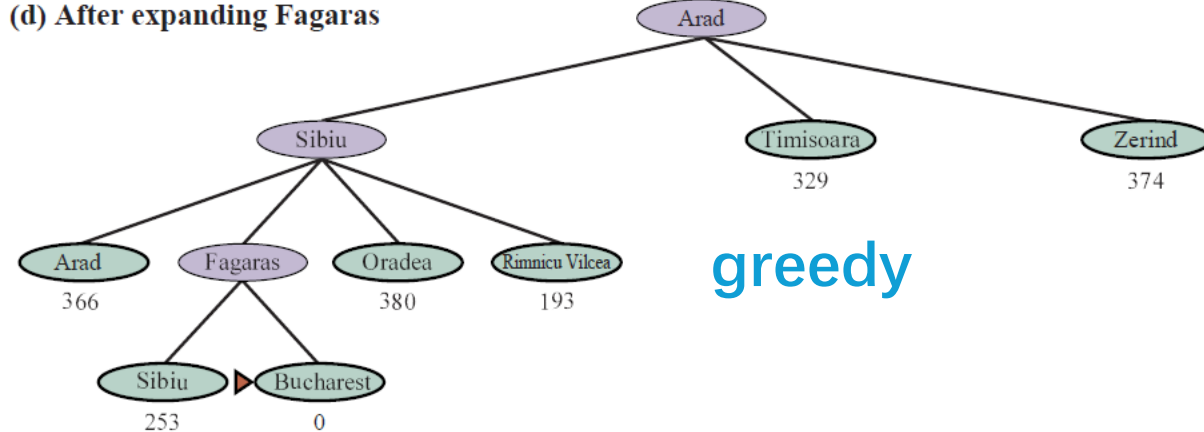 (d) After expanding Fagaras
Arad
Sibiu
Timisoara
Zerind
329
374
Arad
Fagaras
Oradea
Rimnicu Vilcea
greedy
366
380
193
Sibiu
Bucharest
253
0